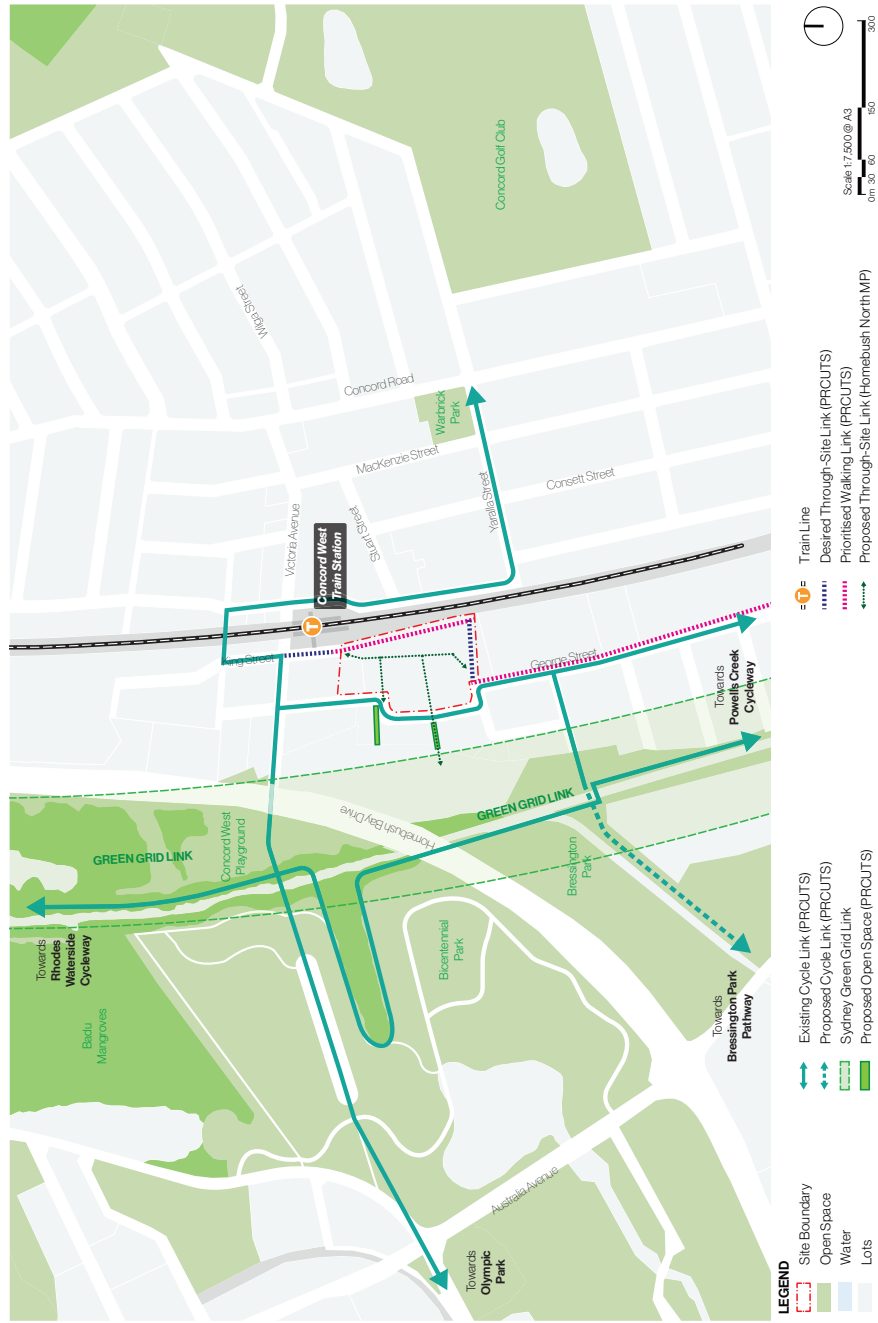 Concord Golf Club
Wigia Street
Concord Road
Warbrick
Park
MacKenzie Street
Victoria Avenue
Stuart Street
Yaralla Street
Consett Street
Concord West
Train Station
T
King Street
George Street
Towards
Powells Creek
Cycleway
GREEN GRID LINK
GREEN GRID LINK
Homebush Bay Drive
Concord West
Playground
Bressington
Park
Bicentennial
Park
Towards
Rhodes
Waterside
Cycleway
Badu
Mangroves
Towards
Bressington Park
Pathway
Australia Avenue
Towards
Olympic
Park
LEGEND
Site Boundary
Open Space
Water
Lots
Existing Cycle Link (PRCUTS)
Proposed Cycle Link (PRCUTS)
Sydney Green Grid Link
Proposed Open Space (PRCUTS)
T
Train Line
Desired Through-Site Link (PRCUTS)
Prioritised Walking Link (PRCUTS)
Proposed Through-Site Link (Homebush North MP)
Scale 1:7,500 @ A3
0m 30 60 150 300